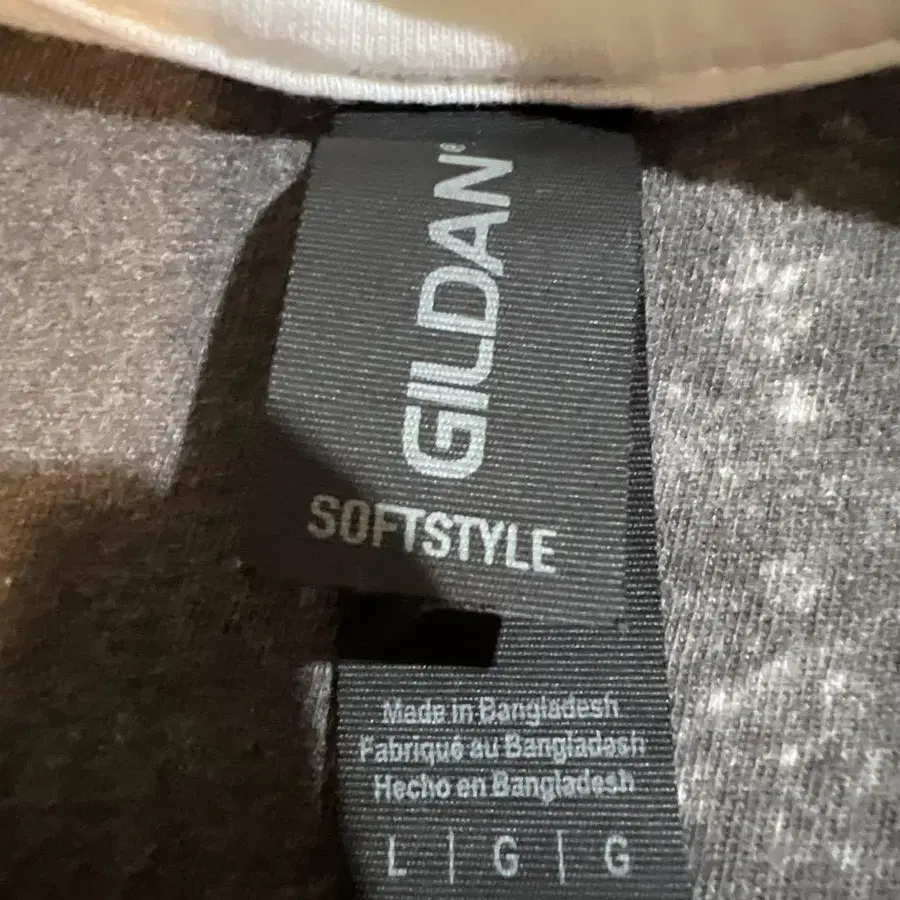 GILDAN®
SOFTSTYLE
Made in Bangladesh
Fabriqué au Bangladesh
Hecho en Bangladesh
L | G | G